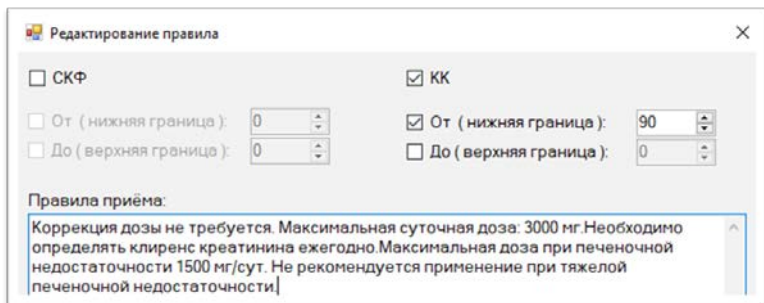 Редактирование правила
СКФ
КК
От ( нижняя граница ): 0
От ( нижняя граница ): 90
До ( верхняя граница ): 0
До ( верхняя граница ): 0
Правила приёма:
Коррекция дозы не требуется. Максимальная суточная доза: 3000 мг.Необходимо
определять клиренс креатинина ежегодно.Максимальная доза при печеночной
недостаточности 1500 мг/сут. Не рекомендуется применение при тяжелой
печеночной недостаточности.